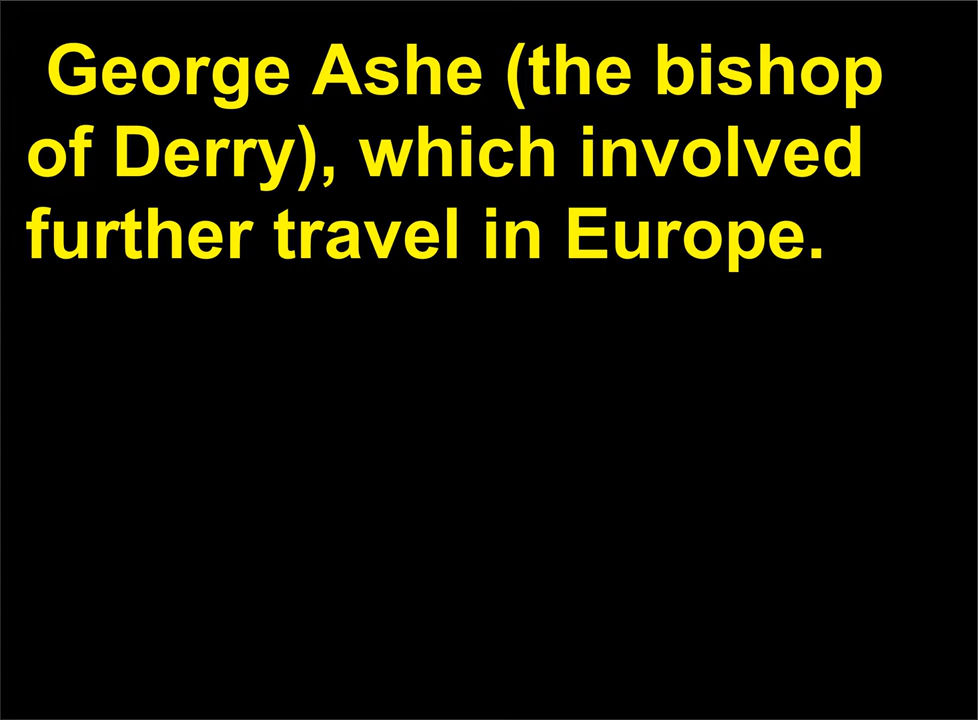 George Ashe (the bishop
of Derry), which involved
further travel in Europe.